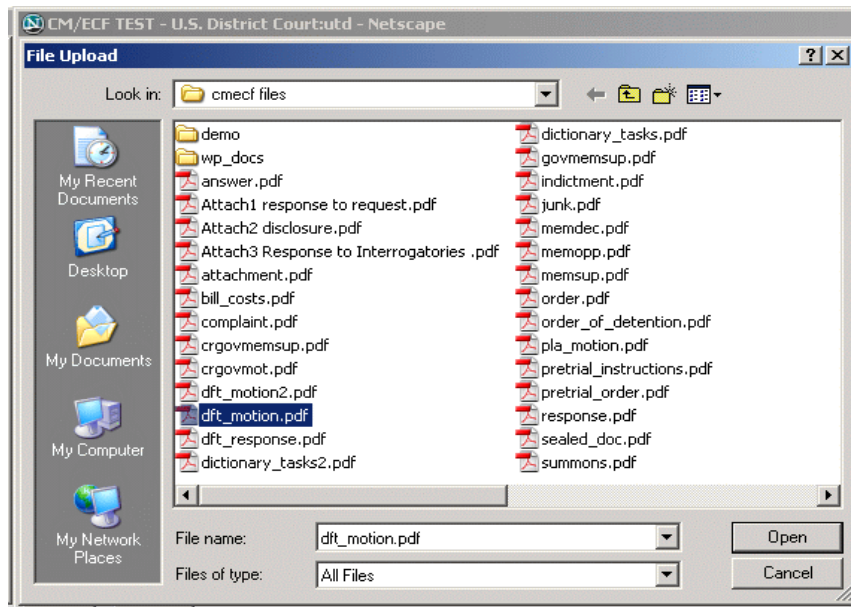 CM/ECF TEST - U.S. District Court:utd - Netscape
File Upload
Look in:
cmecf files
My Recent
Documents
Desktop
My Documents
My Computer
My Network
Places
demo
wp_docs
answer.pdf
Attach1 response to request.pdf
Attach2 disclosure.pdf
Attach3 Response to Interrogatories .pdf
attachment.pdf
bill_costs.pdf
complaint.pdf
crgovmemsup.pdf
crgovmot.pdf
dft_motion2.pdf
dft_motion.pdf
dft_response.pdf
dictionary_tasks2.pdf
dictionary_tasks.pdf
govmemsup.pdf
indictment.pdf
junk.pdf
memdec.pdf
memopp.pdf
memsup.pdf
order.pdf
order_of_detention.pdf
pla_motion.pdf
pretrial_instructions.pdf
pretrial_order.pdf
response.pdf
sealed_doc.pdf
summons.pdf
File name:
dft_motion.pdf
Open
Files of type:
All Files
Cancel